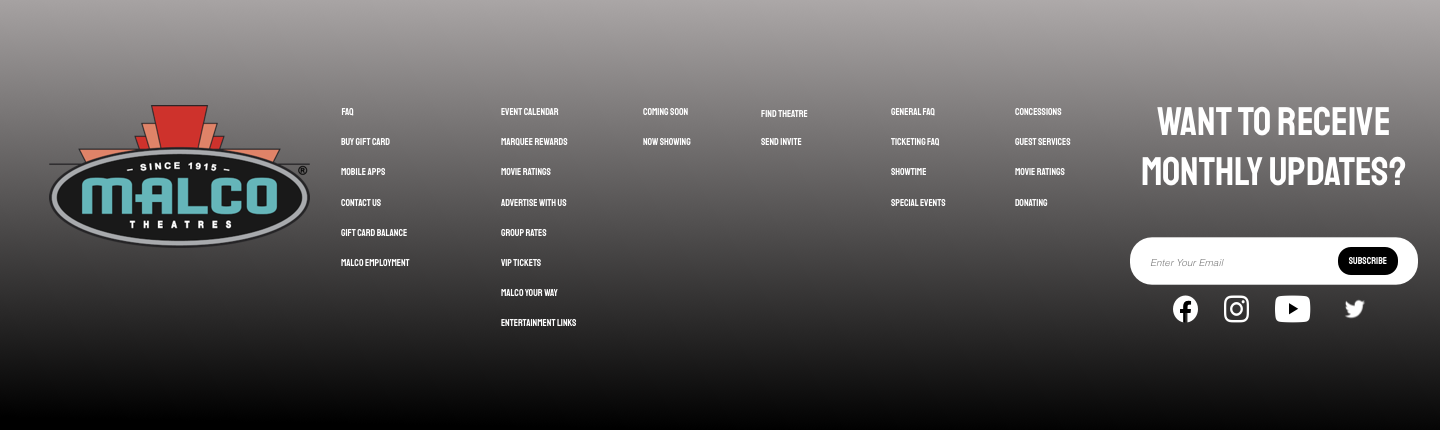 SINCE 1915
®
MALCO
THEATRES
FAQ
BUY GIFT CARD
MOBILE APPS
CONTACT US
GIFT CARD BALANCE
MALCO EMPLOYMENT
EVENT CALENDAR
MARQUEE REWARDS
MOVIE RATINGS
ADVERTISE WITH US
GROUP RATES
VIP TICKETS
MALCO YOUR WAY
ENTERTAINMENT LINKS
COMING SOON
NOW SHOWING
FIND THEATRE
SEND INVITE
GENERAL FAQ
TICKETING FAQ
SHOWTIME
SPECIAL EVENTS
CONCESSIONS
GUEST SERVICES
MOVIE RATINGS
DONATING
WANT TO RECEIVE
MONTHLY UPDATES?
Enter Your Email
SUBSCRIBE